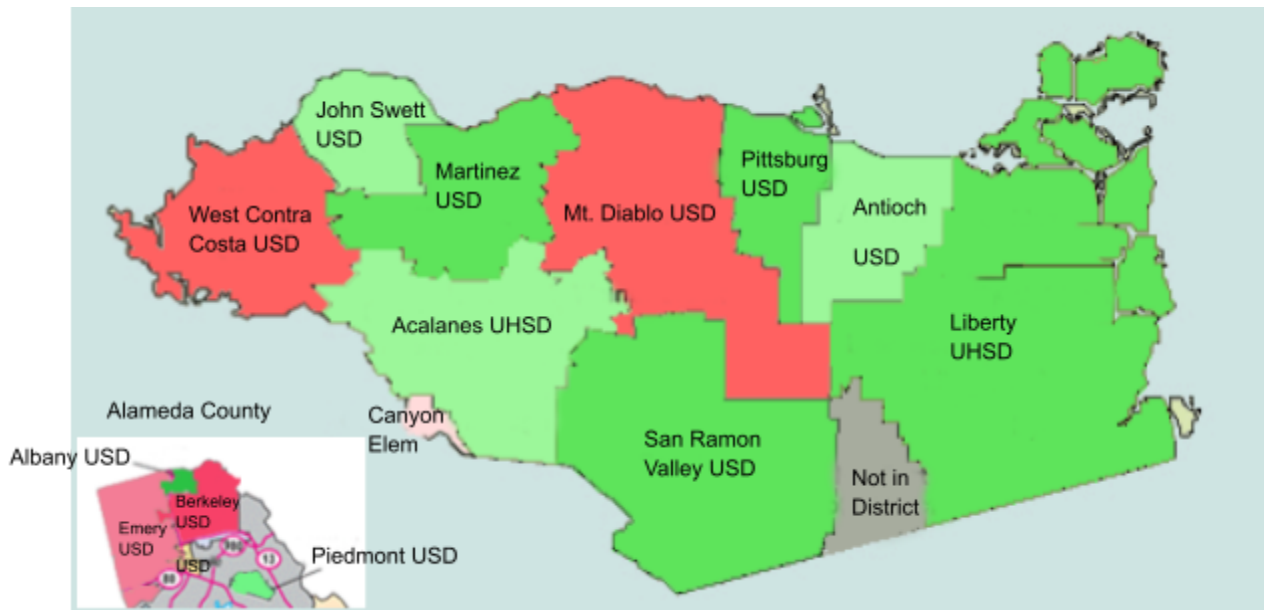 John Swett
USD
Martinez
USD
Pittsburg
USD
West Contra
Costa USD
Mt. Diablo USD
Antioch
USD
Acalanes UHSD
Liberty
UHSD
Alameda County
Canyon
Elem
San Ramon
Valley USD
Not in
District
Albany USD
Berkeley
USD
Emery
USD
USD
Piedmont USD
980
13